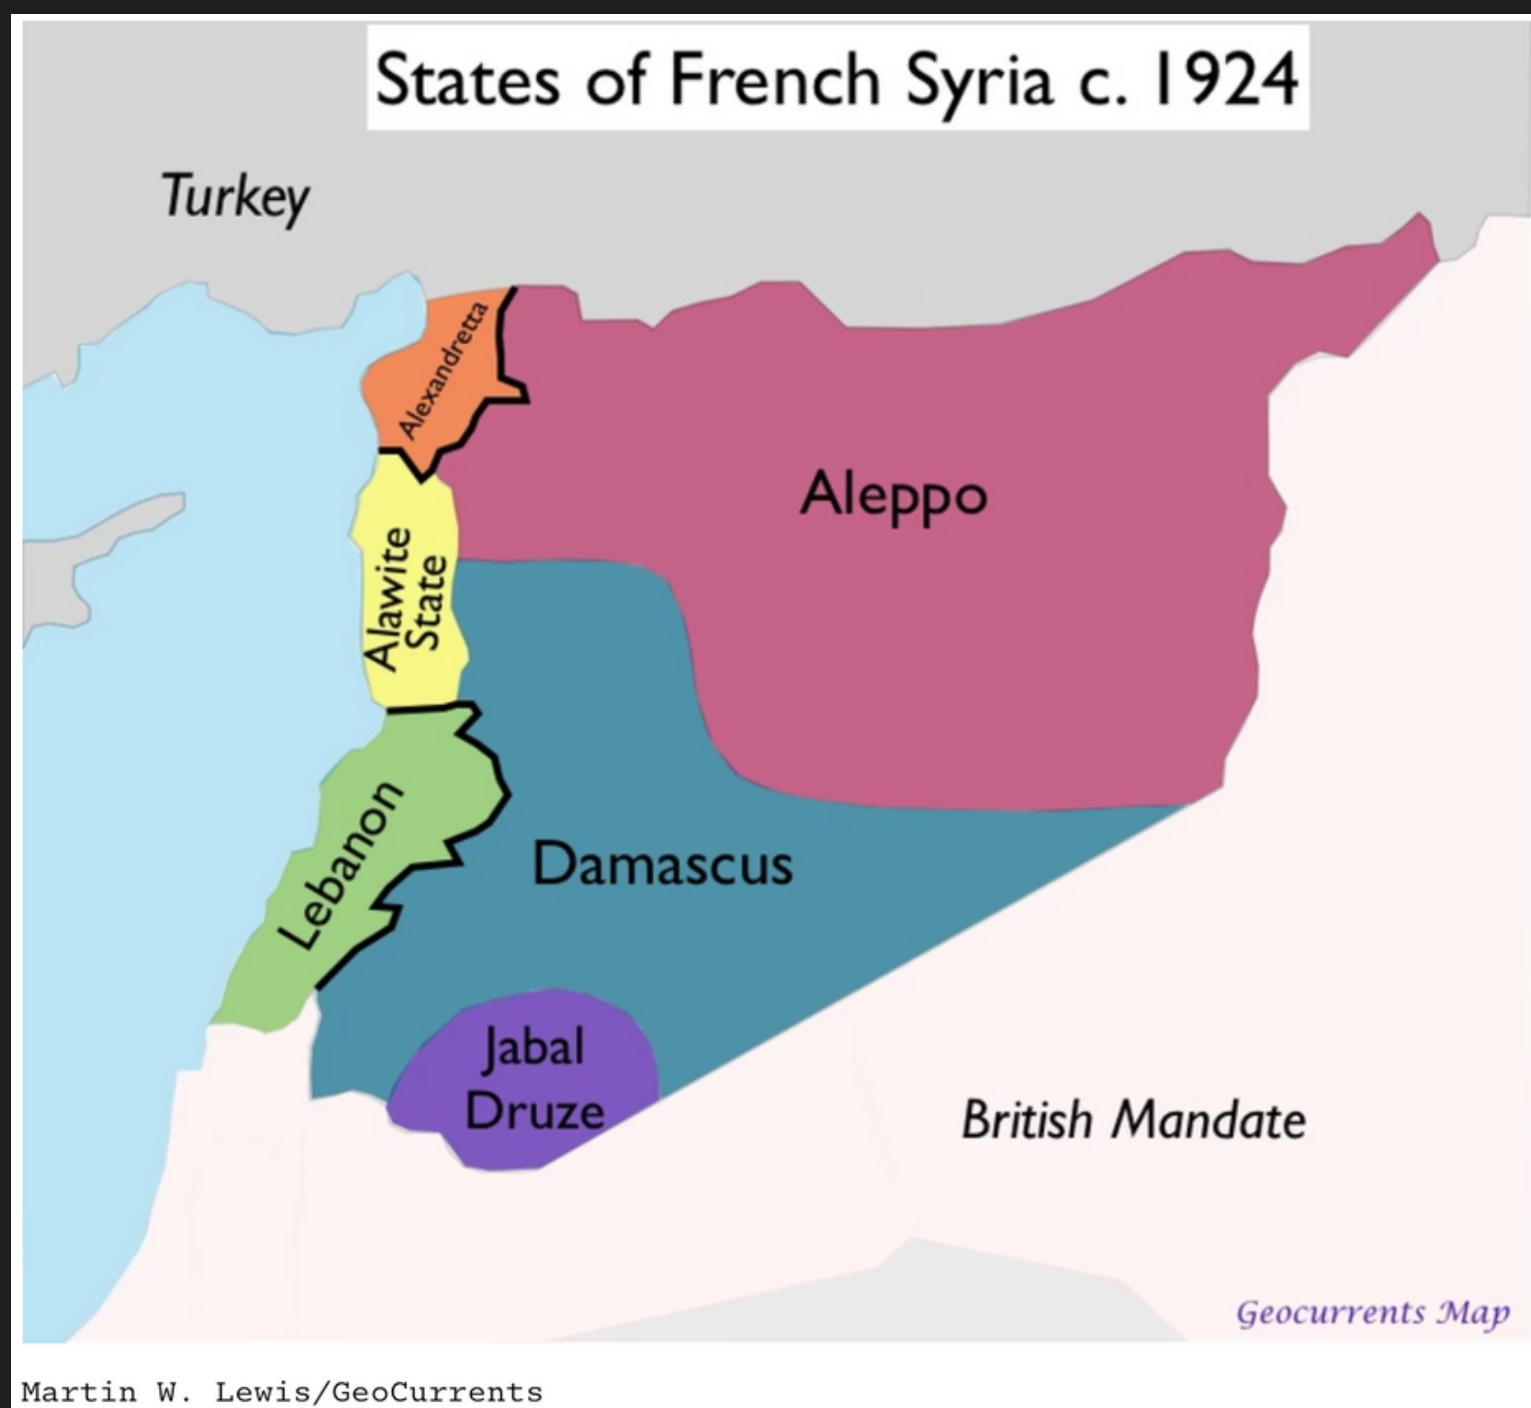 States of French Syria c. 1924
Turkey
Alexandretta
Aleppo
Alawite
State
Lebanon
Damascus
Jabal
Druze
British Mandate
Geocurrents Map
Martin W. Lewis/GeoCurrents